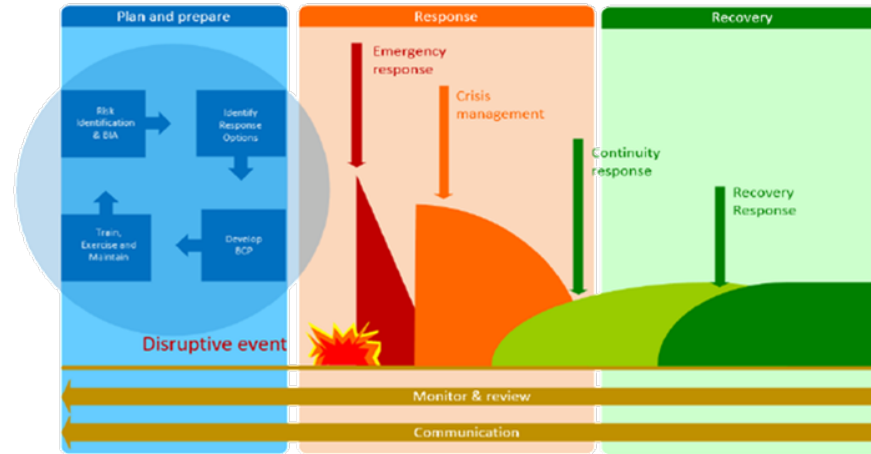 Plan and prepare
Response
Recovery
Emergency
response
Crisis
management
Continuity
response
Recovery
Response
Risk
Identification
& BIA
Identify
Response
Options
Train,
Exercise and
Maintain
Develop
BCP
Disruptive event
Monitor & review
Communication